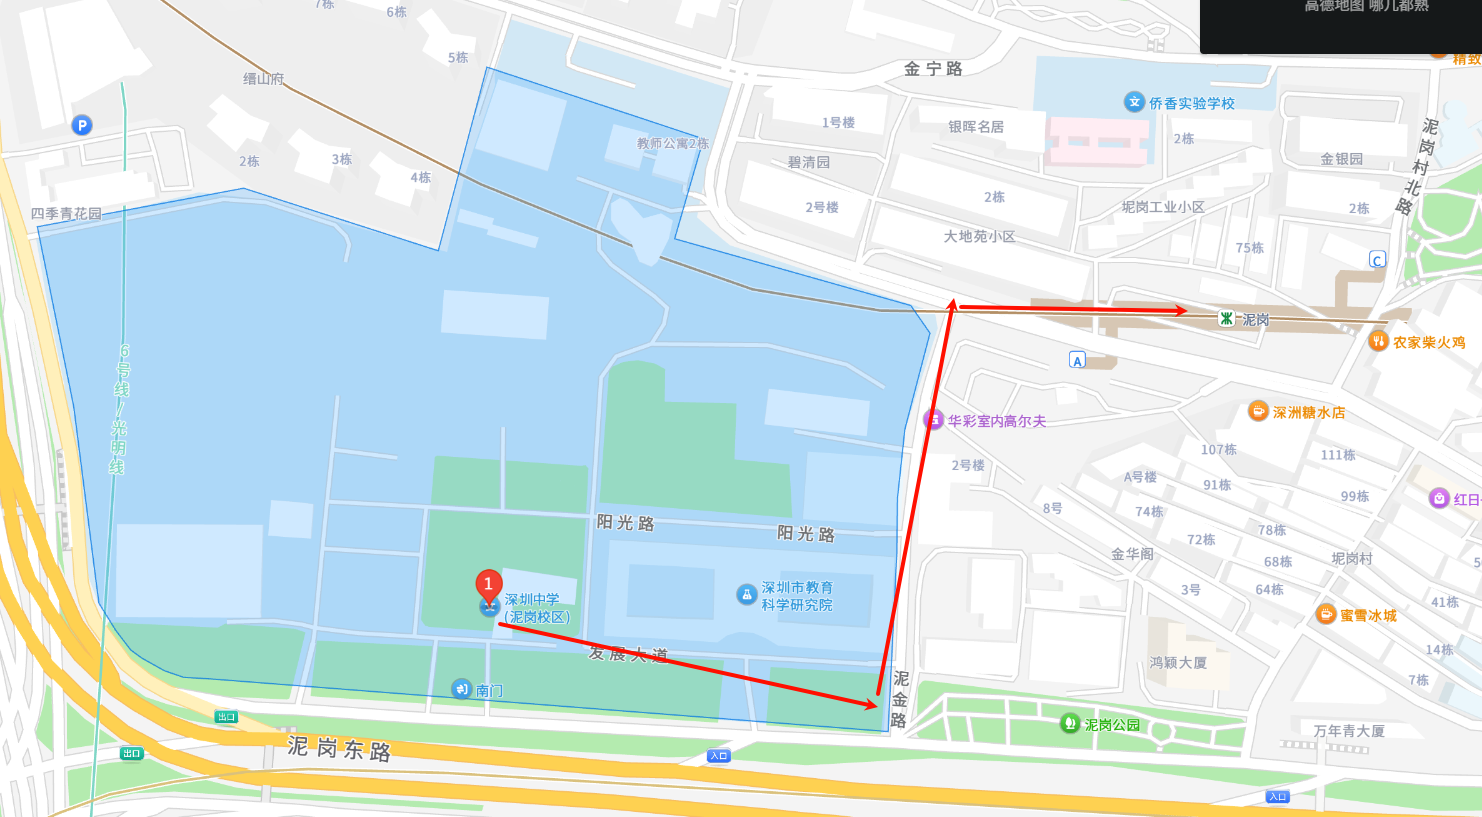 高德地图 哪儿都熟
7栋
6栋
5栋
精致
缙山府
金宁路
侨香实验学校
P
1号楼
银晖名居
2栋
泥岗村北路
教师公寓2栋
2栋
3栋
4栋
碧清园
金银园
2栋
四季青花园
2号楼
2栋
坭岗工业小区
大地苑小区
75栋
C
泥岗
农家柴火鸡
6号线/光明线
A
深洲糖水店
华彩室内高尔夫
2号楼
107栋
111栋
A号楼
91栋
99栋
红日
8号
74栋
78栋
阳光路
阳光路
72栋
金华阁
68栋
坭岗村
1
深圳中学
(泥岗校区)
深圳市教育
科学研究院
3号
64栋
41栋
蜜雪冰城
发展大道
14栋
鸿颖大厦
7栋
南门
泥金路
出口
泥岗公园
万年青大厦
泥岗东路
出口
入口
入口